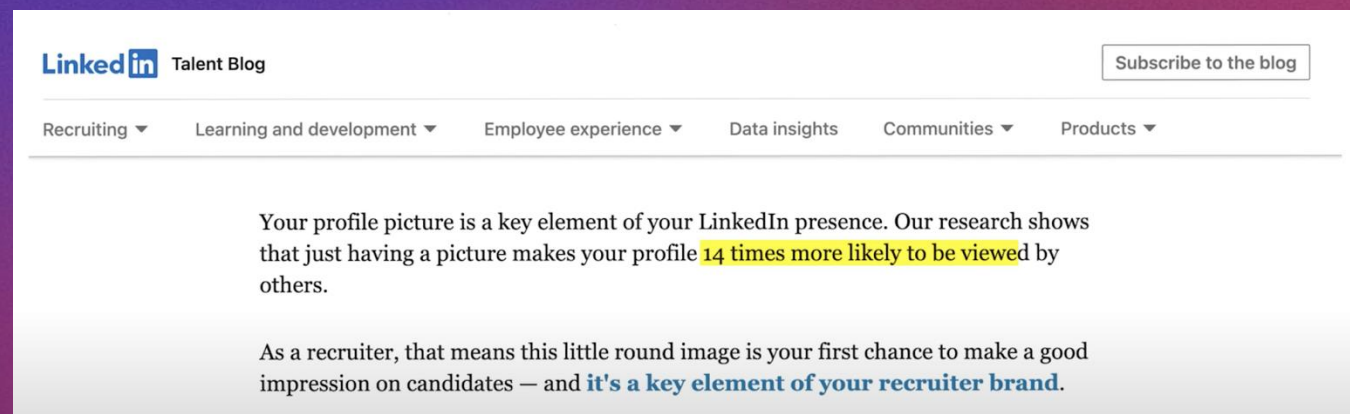 Linked in Talent Blog
Subscribe to the blog
Recruiting Learning and development Employee experience Data insights Communities Products
Your profile picture is a key element of your LinkedIn presence. Our research shows
that just having a picture makes your profile 14 times more likely to be viewed by
others.
As a recruiter, that means this little round image is your first chance to make a good
impression on candidates — and it's a key element of your recruiter brand.